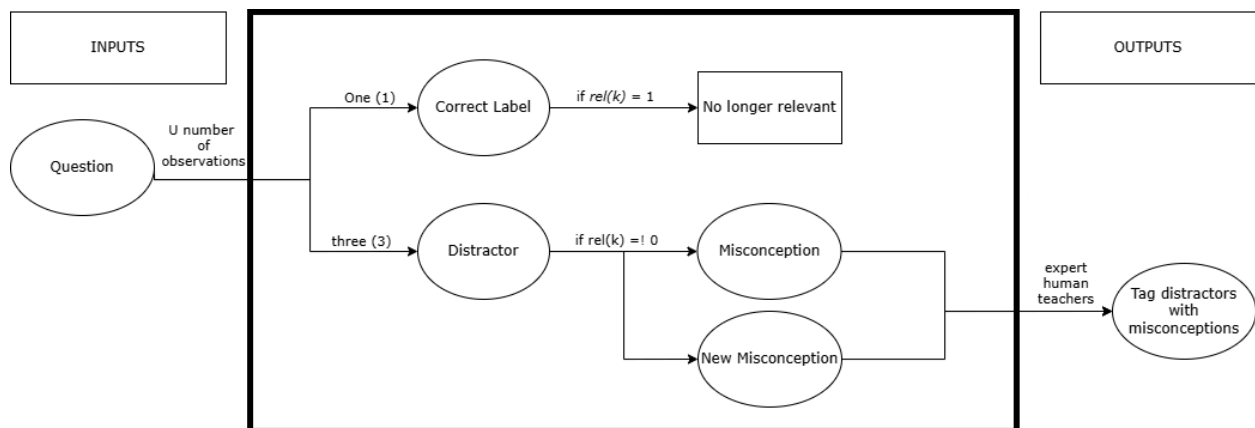 INPUTS
OUTPUTS
Question
U number
of
observations
One (1)
Correct Label
if rel(k) = 1
No longer relevant
three (3)
Distractor
if rel(k) =! 0
Misconception
New Misconception
expert
human
teachers
Tag distractors
with
misconceptions